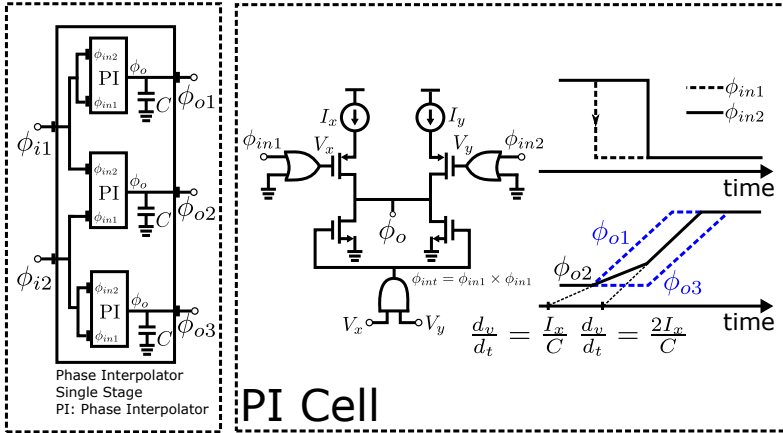 ϕin2
PI
ϕin1
ϕo
C
ϕo1
ϕi1
ϕin2
PI
ϕin1
ϕo
C
ϕo2
ϕi2
ϕin2
PI
ϕin1
ϕo
C
ϕo3
Phase Interpolator
Single Stage
PI: Phase Interpolator
Ix
Iy
ϕin1
Vx
Vy
ϕin2
ϕo
ϕint = ϕin1 × ϕin1
Vx
Vy
PI Cell
ϕin1
ϕin2
time
ϕo1
ϕo2
ϕo3
time
dv/dt = Ix/C dv/dt = 2Ix/C